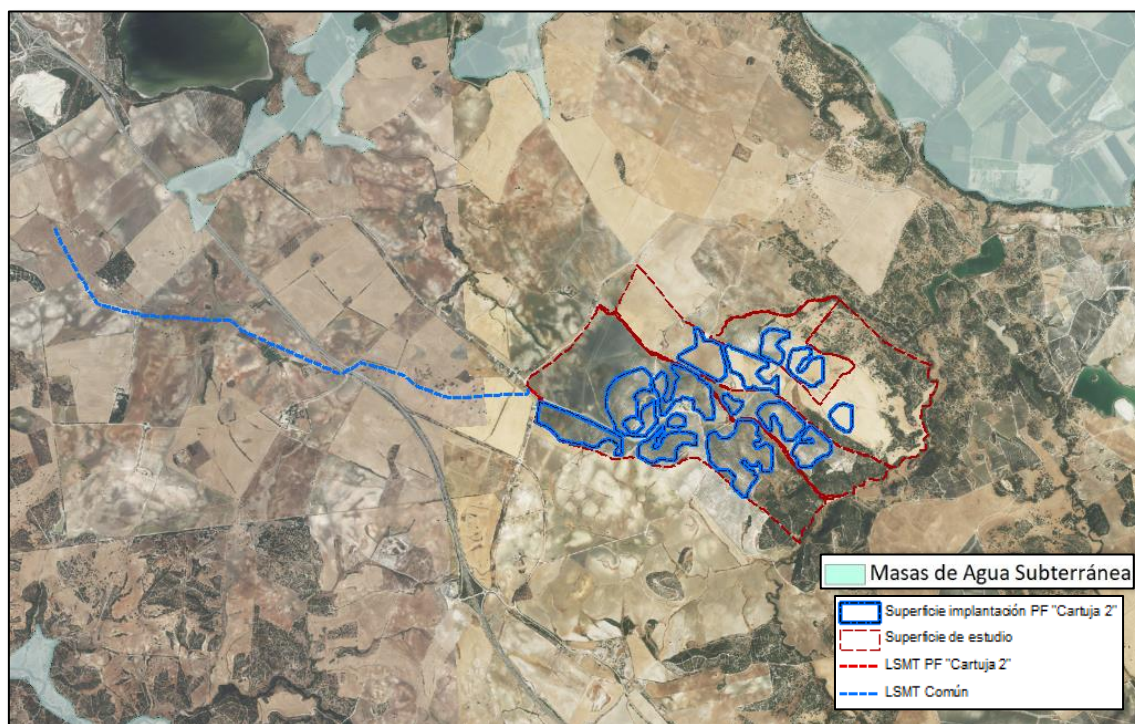 Masas de Agua Subterránea
Superficie implantación PF "Cartuja 2"
Superficie de estudio
LSMT PF "Cartuja 2"
LSMT Común